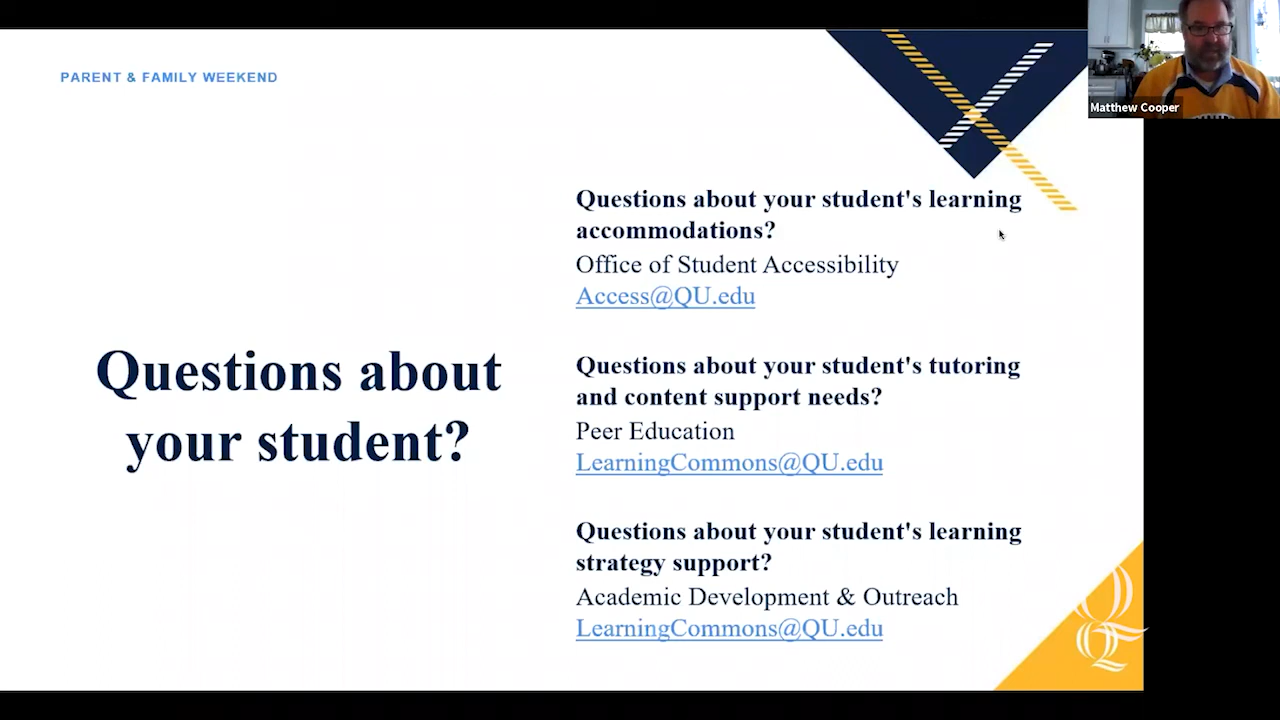 PARENT & FAMILY WEEKEND
Matthew Cooper
Questions about
your student?
Questions about your student's learning
accommodations?
Office of Student Accessibility
Access@QU.edu
Questions about your student's tutoring
and content support needs?
Peer Education
LearningCommons@QU.edu
Questions about your student's learning
strategy support?
Academic Development & Outreach
LearningCommons@QU.edu